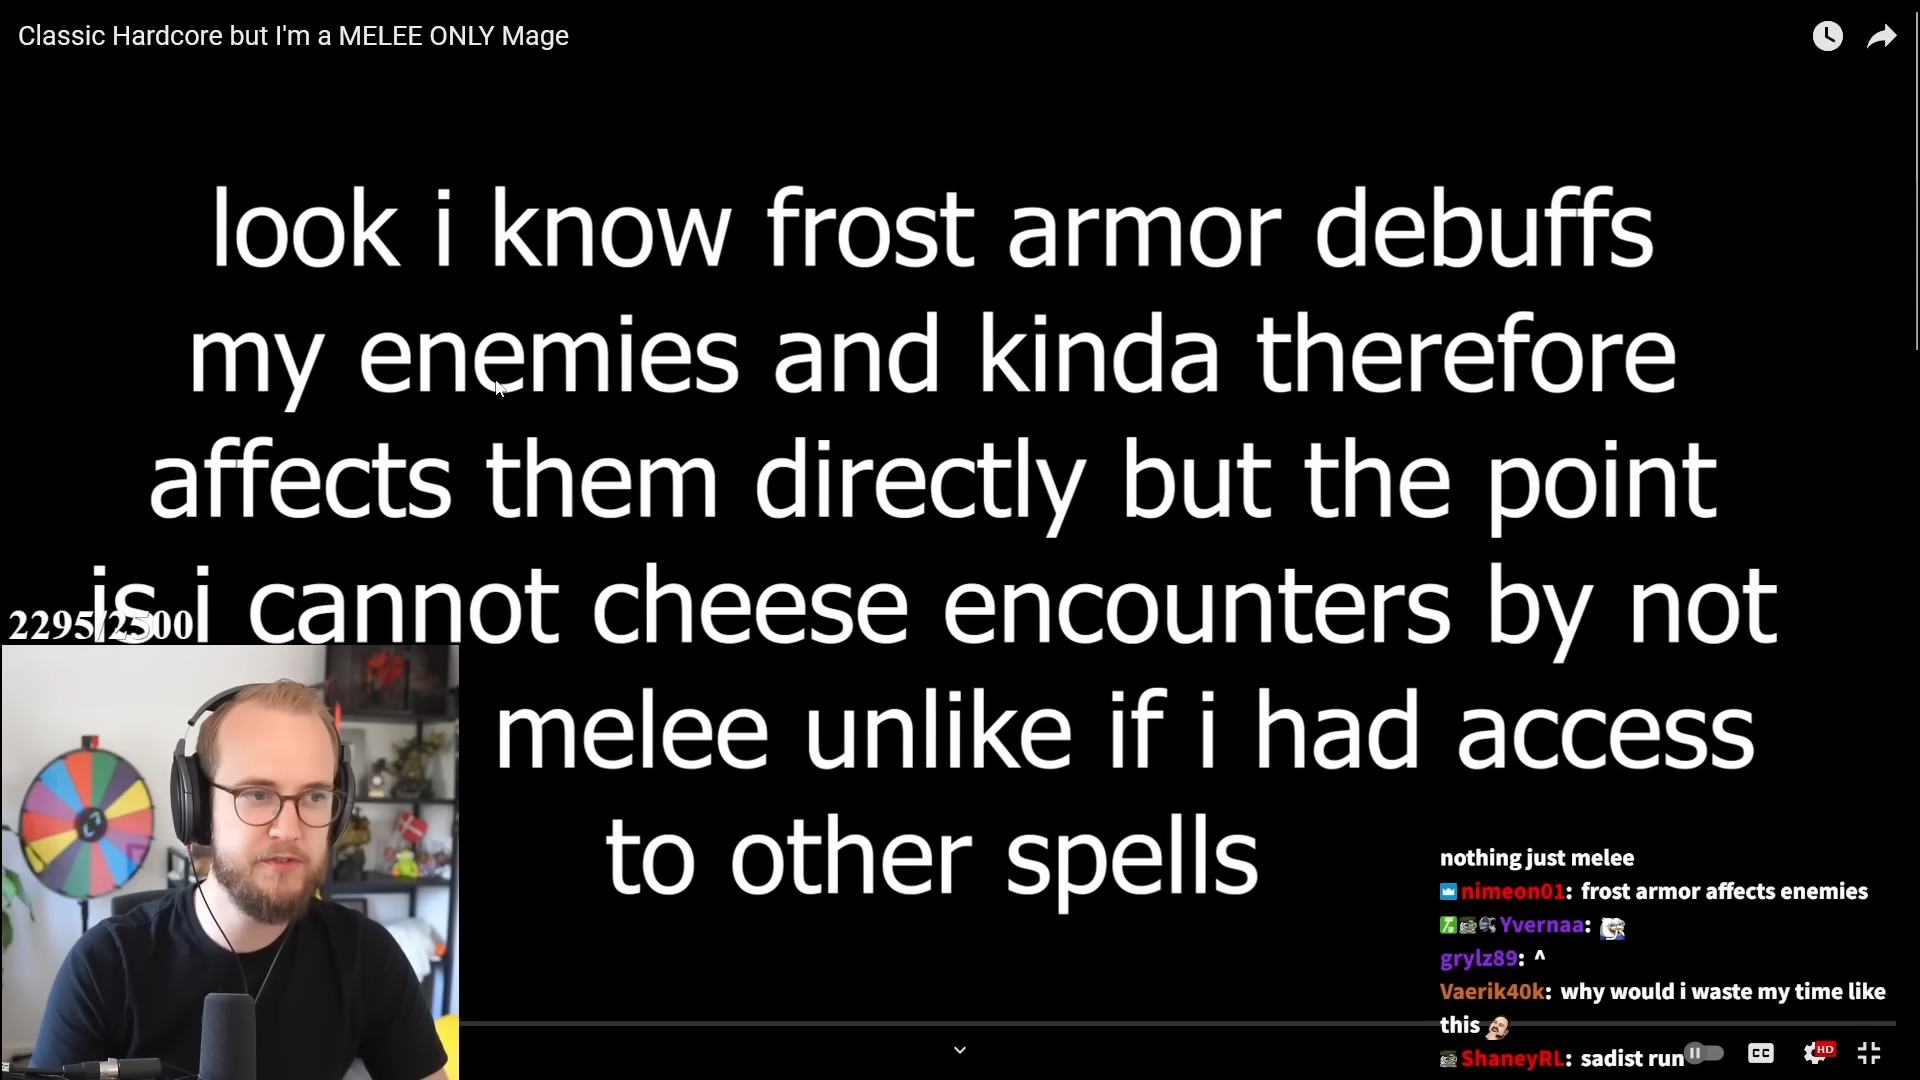 Classic Hardcore but I'm a MELEE ONLY Mage
look i know frost armor debuffs
my enemies and kinda therefore
affects them directly but the point
is i cannot cheese encounters by not
2295/2500
melee unlike if i had access
to other spells
nothing just melee
nimeon01: frost armor affects enemies
Yvernaa:
grylz89: ^
Vaerik40k: why would i waste my time like
this
ShaneyRL: sadist run
CC
HD